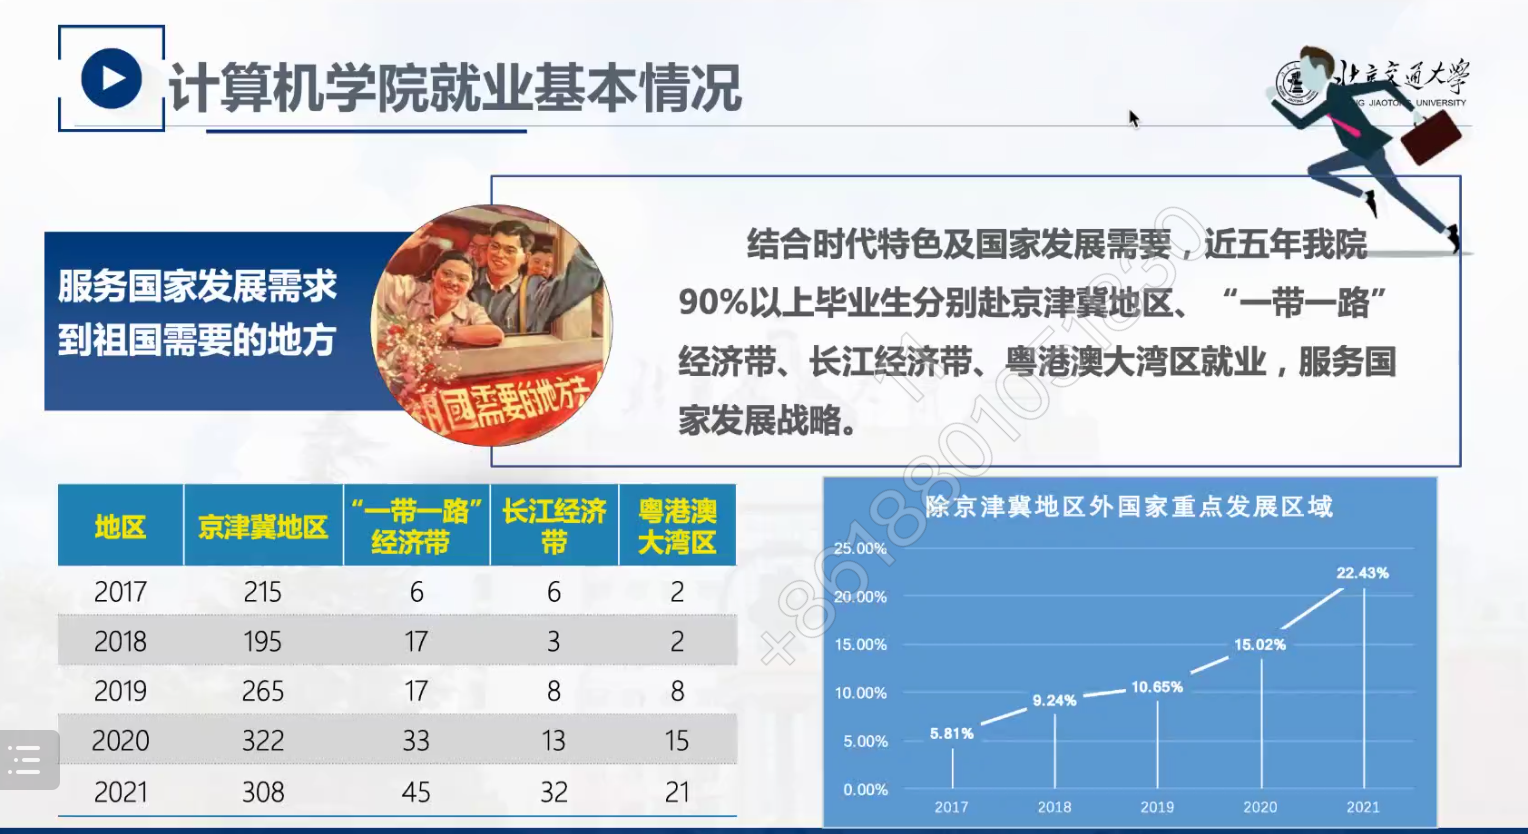 计算机学院就业基本情况
北京交通大学
JIAOTONG UNIVERSITY
服务国家发展需求
到祖国需要的地方
祖國需要的地方去
结合时代特色及国家发展需要，近五年我院
90%以上毕业生分别赴京津冀地区、“一带一路”
经济带、长江经济带、粤港澳大湾区就业，服务国
家发展战略。
地区 京津冀地区 “一带一路”经济带 长江经济带 粤港澳大湾区
2017 215 6 6 2
2018 195 17 3 2
2019 265 17 8 8
2020 322 33 13 15
2021 308 45 32 21
除京津冀地区外国家重点发展区域
25.00%
20.00%
15.00%
10.00%
5.00%
0.00%
5.81%
9.24%
10.65%
15.02%
22.43%
2017 2018 2019 2020 2021
+8618801051830